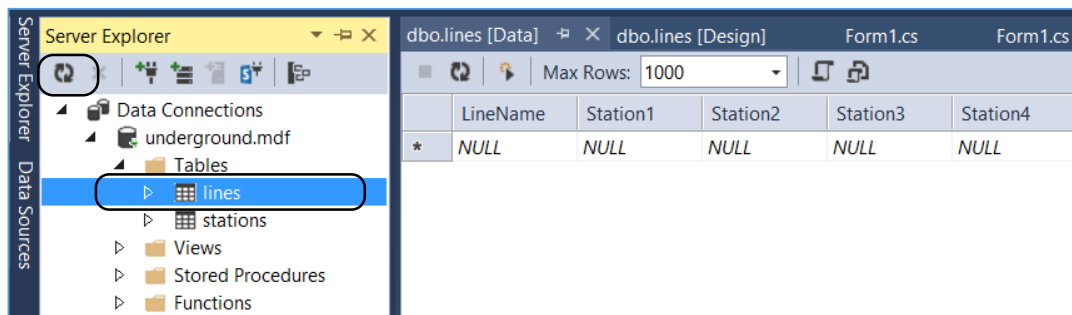 Server Explorer
Data Sources
Server Explorer
Data Connections
underground.mdf
Tables
lines
stations
Views
Stored Procedures
Functions
dbo.lines [Data] dbo.lines [Design] Form1.cs Form1.cs
Max Rows: 1000
LineName Station1 Station2 Station3 Station4
* NULL NULL NULL NULL NULL